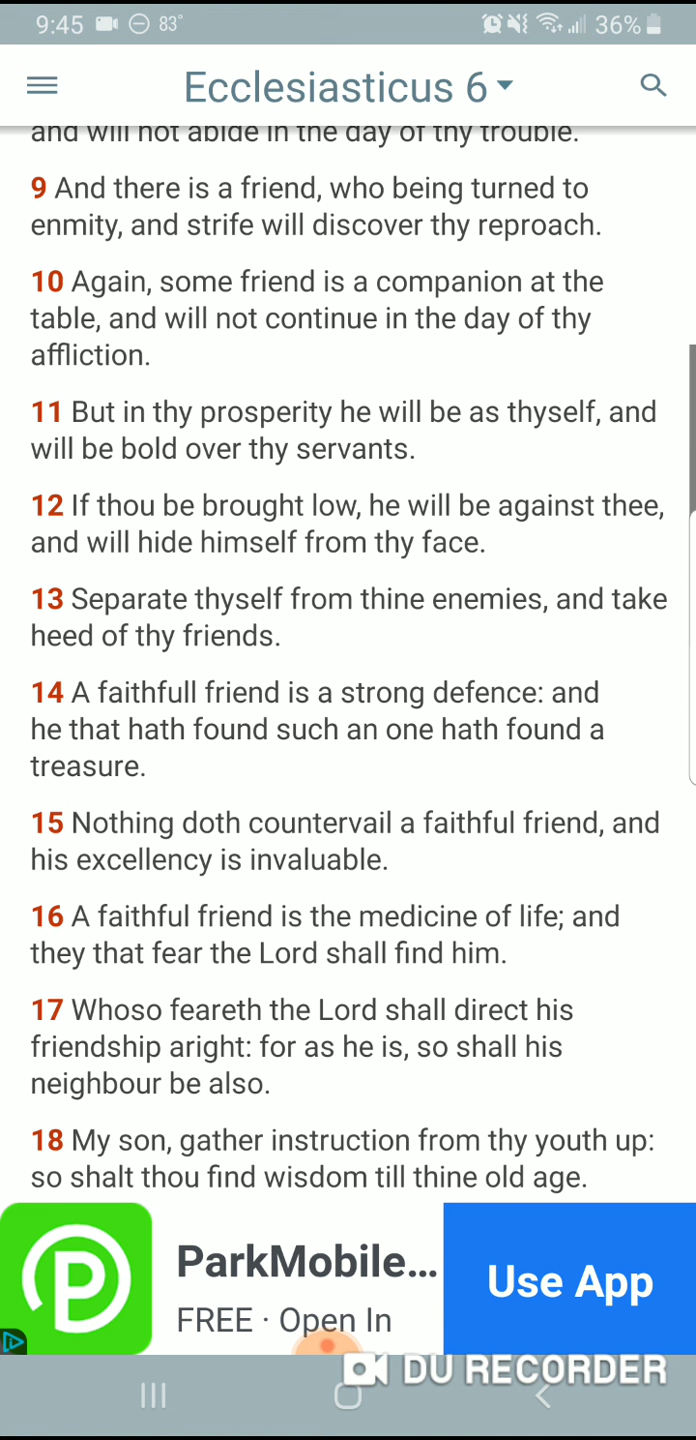 9:45 83° 36%
Ecclesiasticus 6
and will not abide in the day of thy trouble.
9 And there is a friend, who being turned to
enmity, and strife will discover thy reproach.
10 Again, some friend is a companion at the
table, and will not continue in the day of thy
affliction.
11 But in thy prosperity he will be as thyself, and
will be bold over thy servants.
12 If thou be brought low, he will be against thee,
and will hide himself from thy face.
13 Separate thyself from thine enemies, and take
heed of thy friends.
14 A faithfull friend is a strong defence: and
he that hath found such an one hath found a
treasure.
15 Nothing doth countervail a faithful friend, and
his excellency is invaluable.
16 A faithful friend is the medicine of life; and
they that fear the Lord shall find him.
17 Whoso feareth the Lord shall direct his
friendship aright: for as he is, so shall his
neighbour be also.
18 My son, gather instruction from thy youth up:
so shalt thou find wisdom till thine old age.
P
ParkMobile...
FREE · Open In
Use App
DU RECORDER